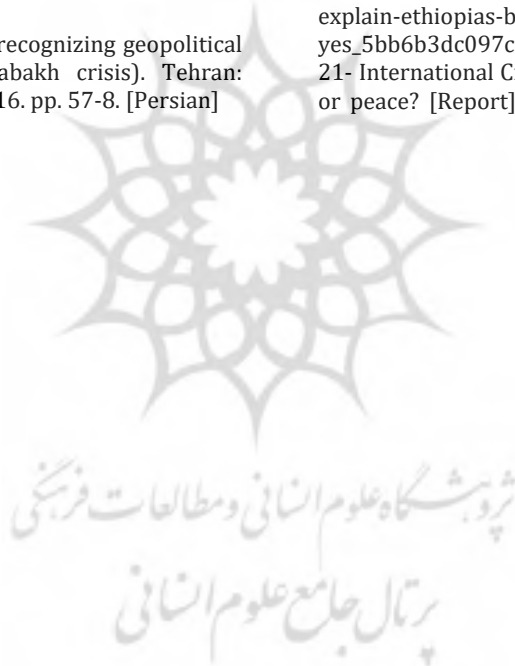 recognizing geopolitical
abakh crisis). Tehran:
16. pp. 57-8. [Persian]
explain-ethiopias-b
yes_5bb6b3dc097c
21- International C
or peace? [Report]
پژوهشگاه علوم انسانی و مطالعات فرهنگی
پرتال جامع علوم انسانی